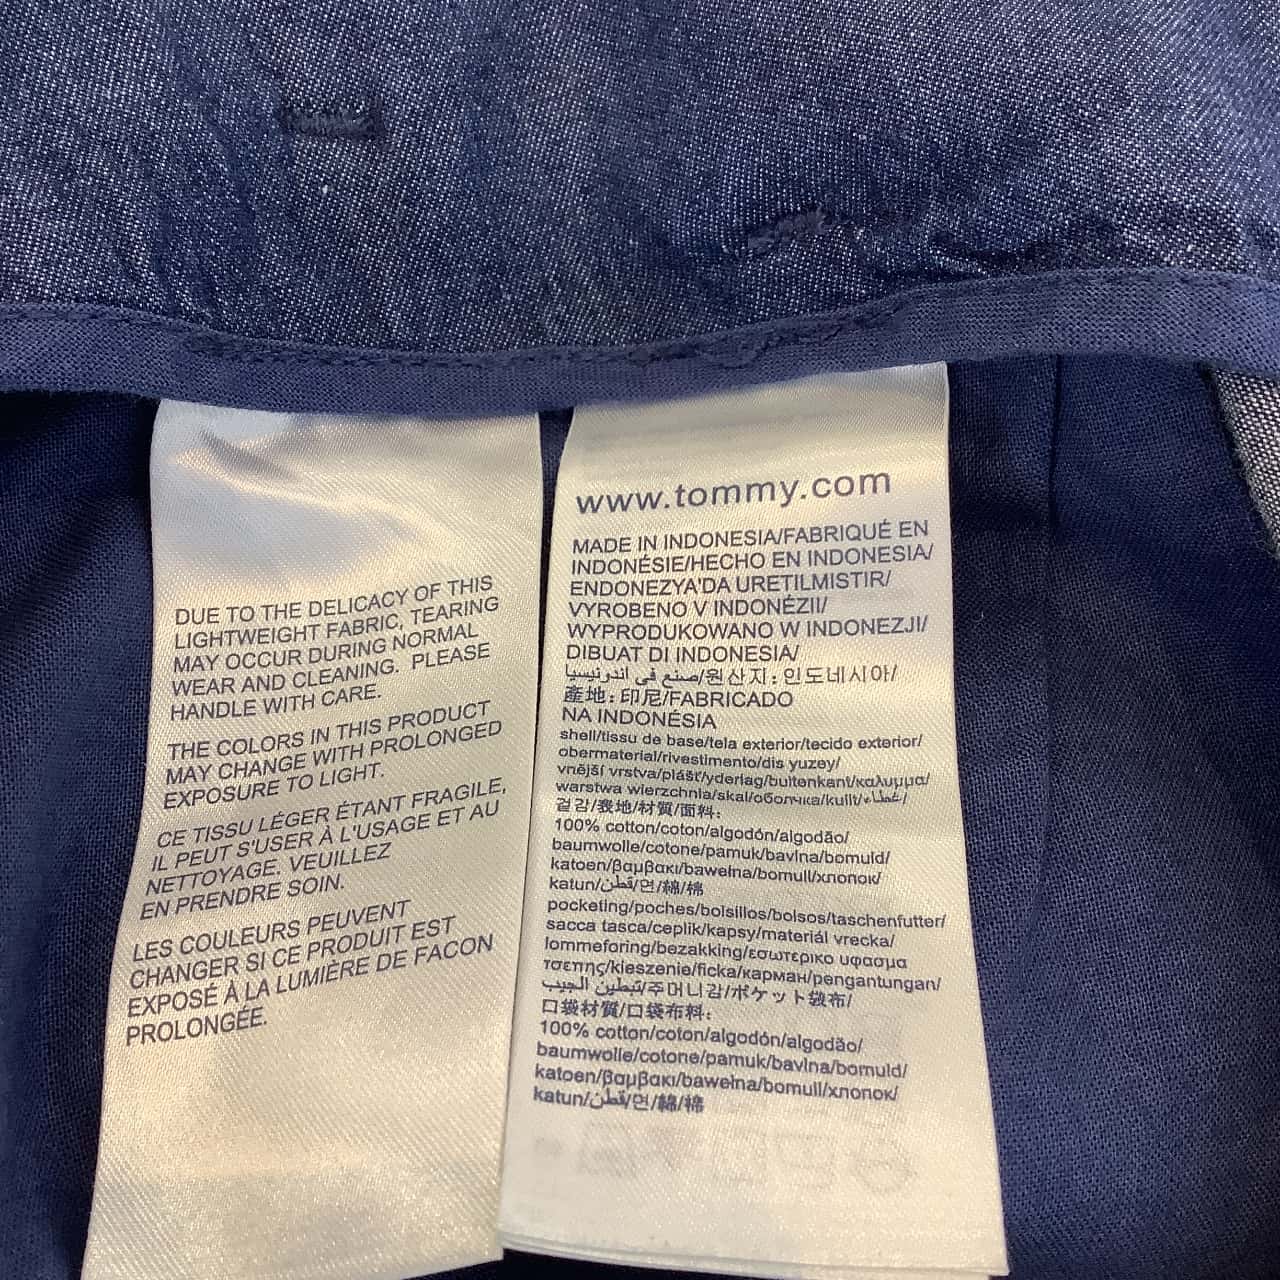 DUE TO THE DELICACY OF THIS
LIGHTWEIGHT FABRIC, TEARING
MAY OCCUR DURING NORMAL
WEAR AND CLEANING. PLEASE
HANDLE WITH CARE.
THE COLORS IN THIS PRODUCT
MAY CHANGE WITH PROLONGED
EXPOSURE TO LIGHT.
CE TISSU LÉGER ÉTANT FRAGILE,
IL PEUT S'USER À L'USAGE ET AU
NETTOYAGE. VEUILLEZ
EN PRENDRE SOIN.
LES COULEURS PEUVENT
CHANGER SI CE PRODUIT EST
EXPOSÉ À LA LUMIÈRE DE FACON
PROLONGÉE.
www.tommy.com
MADE IN INDONESIA/FABRIQUÉ EN
INDONÉSIE/HECHO EN INDONESIA/
ENDONEZYA'DA URETILMISTIR/
VYROBENO V INDONÉZII/
WYPRODUKOWANO W INDONEZJI/
DIBUAT DI INDONESIA/
صنع في اندونيسيا/원산지:인도네시아/
產地:印尼/FABRICADO
NA INDONÉSIA
shell/tissu de base/tela exterior/tecido exterior/
obermaterial/rivestimento/dis yuzey/
vnější vrstva/plášť/yderlag/buitenkant/καλυμμα/
warstwa wierzchnia/skal/оболчка/kulit/غطاء/
겉감/表地/材質/面料:
100% cotton/coton/algodón/algodão/
baumwolle/cotone/pamuk/bavlna/bomuld/
katoen/βαμβακι/bawełna/bomull/хлопок/
katun/قطن/면/綿/棉
pocketing/poches/bolsillos/bolsos/taschenfutter/
sacca tasca/ceplik/kapsy/materiál vrecka/
lommeforing/bezakking/εσωτερικο υφασμα
τσεπης/kieszenie/ficka/карман/pengantungan/
تبطين الجيب/주머니감/ポケット袋布/
口袋材質/口袋布料:
100% cotton/coton/algodón/algodão/
baumwolle/cotone/pamuk/bavlna/bomuld/
katoen/βαμβακι/bawełna/bomull/хлопок/
katun/قطن/면/綿/棉